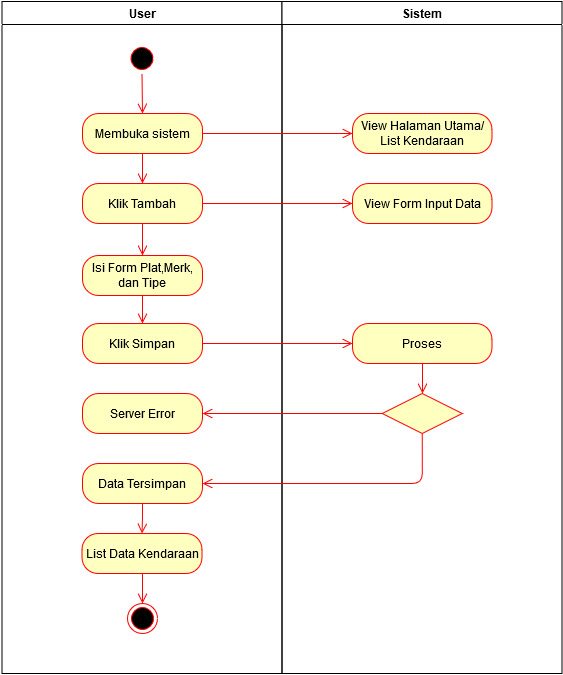 User
Sistem
Membuka sistem
View Halaman Utama/
List Kendaraan
Klik Tambah
View Form Input Data
Isi Form Plat,Merk,
dan Tipe
Klik Simpan
Proses
Server Error
Data Tersimpan
List Data Kendaraan